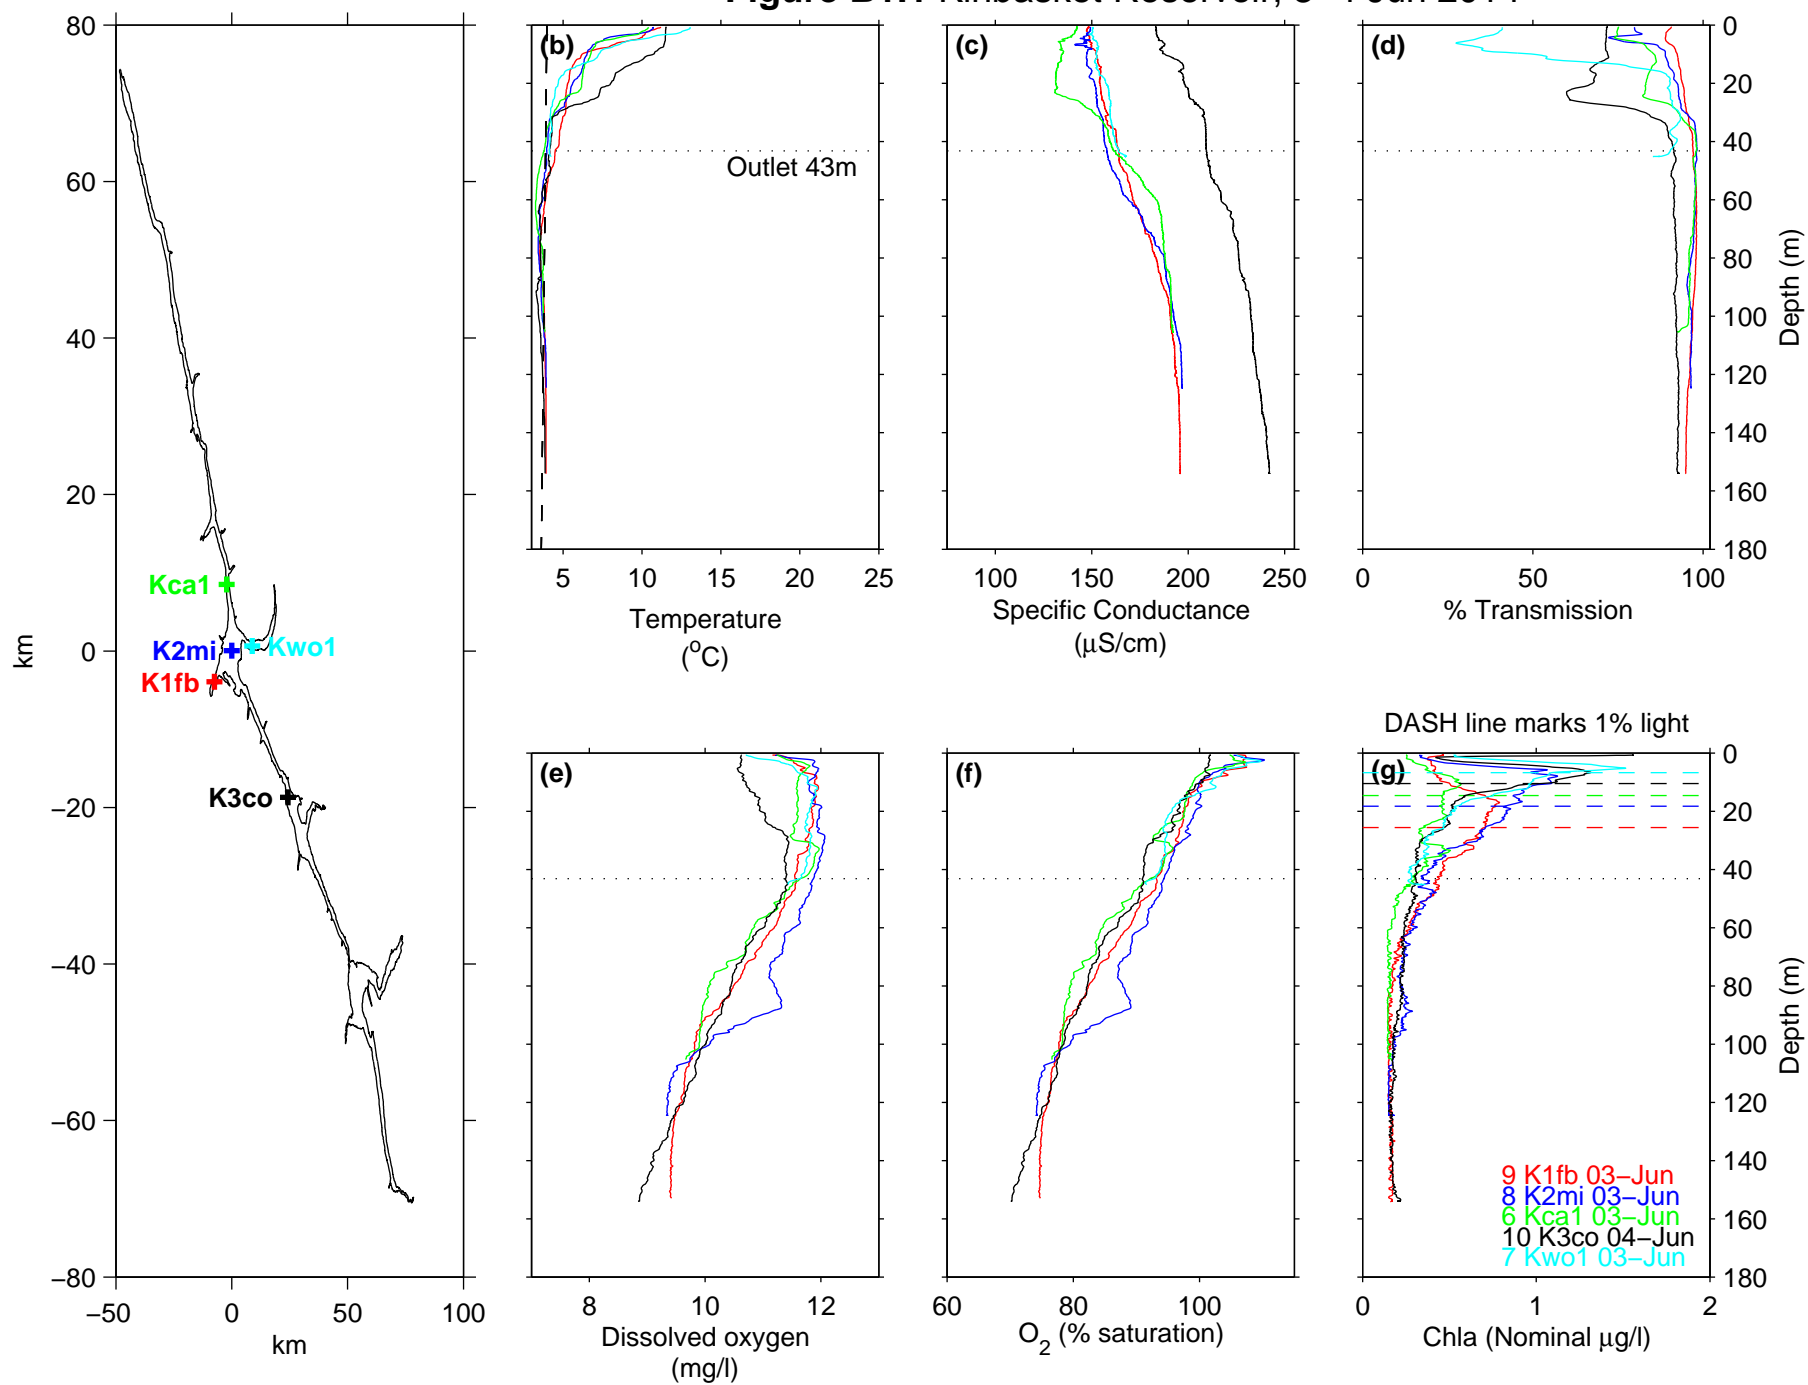 Figure Kinbasket Reservoir, Jun 2014
80
60
40
20
0
−20
−40
−60
−80
km
−50 0 50 100
km
Kca1
K2mi
Kwo1
K1fb
K3co
(b)
Outlet 43m
5 10 15 20 25
Temperature
(°C)
(c)
100 150 200 250
Specific Conductance
(µS/cm)
(d)
0 50 100
% Transmission
0
20
40
60
80
100
120
140
160
180
Depth (m)
(e)
8 10 12
Dissolved oxygen
(mg/l)
(f)
60 80 100
O2 (% saturation)
DASH line marks 1% light
(g)
9 K1fb 03−Jun
8 K2mi 03−Jun
6 Kca1 03−Jun
10 K3co 04−Jun
7 Kwo1 03−Jun
0 1 2
Chla (Nominal µg/l)
0
20
40
60
80
100
120
140
160
180
Depth (m)